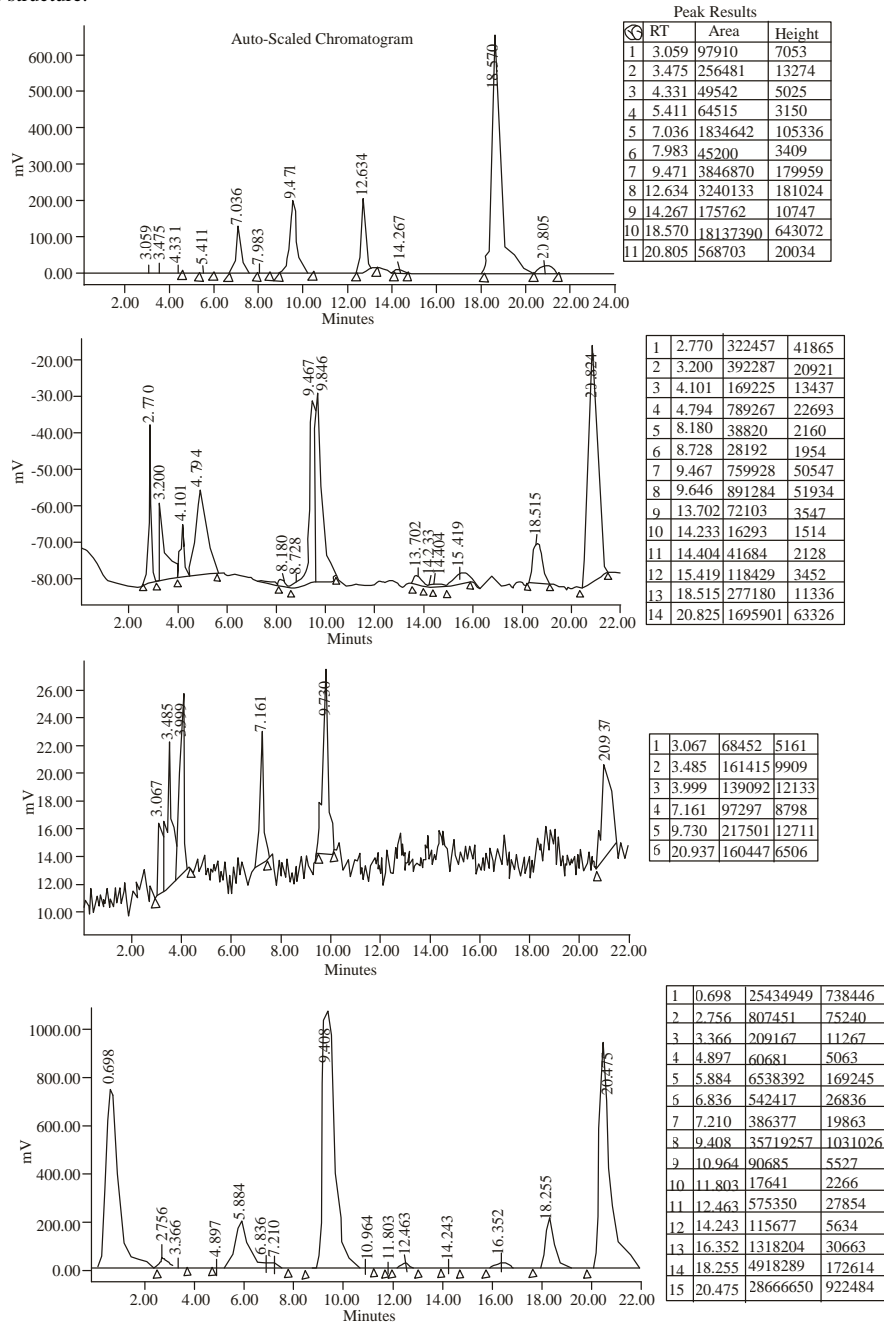 structure.
Auto-Scaled Chromatogram
mV
600.00
500.00
400.00
300.00
200.00
100.00
0.00
3.059
3.475
4.331
5.411
7.036
7.983
9.471
12.634
14.267
18.570
20.805
2.00 4.00 6.00 8.00 10.00 12.00 14.00 16.00 18.00 20.00 22.00 24.00
Minutes
Peak Results
RT Area Height
1 3.059 97910 7053
2 3.475 256481 13274
3 4.331 49542 5025
4 5.411 64515 3150
5 7.036 1834642 105336
6 7.983 45200 3409
7 9.471 3846870 179959
8 12.634 3240133 181024
9 14.267 175762 10747
10 18.570 18137390 643072
11 20.805 568703 20034
mV
-20.00
-30.00
-40.00
-50.00
-60.00
-70.00
-80.00
2.770
3.200
4.101
4.794
8.180
8.728
9.467
9.846
13.702
14.233
14.404
15.419
18.515
20.824
2.00 4.00 6.00 8.00 10.00 12.00 14.00 16.00 18.00 20.00 22.00
Minuts
1 2.770 322457 41865
2 3.200 392287 20921
3 4.101 169225 13437
4 4.794 789267 22693
5 8.180 38820 2160
6 8.728 28192 1954
7 9.467 759928 50547
8 9.646 891284 51934
9 13.702 72103 3547
10 14.233 16293 1514
11 14.404 41684 2128
12 15.419 118429 3452
13 18.515 277180 11336
14 20.825 1695901 63326
mV
26.00
24.00
22.00
20.00
18.00
16.00
14.00
12.00
10.00
3.067
3.485
3.999
7.161
9.730
20.937
2.00 4.00 6.00 8.00 10.00 12.00 14.00 16.00 18.00 20.00 22.00
Minutes
1 3.067 68452 5161
2 3.485 161415 9909
3 3.999 139092 12133
4 7.161 97297 8798
5 9.730 217501 12711
6 20.937 160447 6506
mV
1000.00
800.00
600.00
400.00
200.00
0.00
0.698
2756
3.366
4.897
5.884
6.836
7.210
9.408
10.964
11.803
12.463
14.243
16.352
18.255
20.475
2.00 4.00 6.00 8.00 10.00 12.00 14.00 16.00 18.00 20.00 22.00
Minutes
1 0.698 25434949 738446
2 2.756 807451 75240
3 3.366 209167 11267
4 4.897 60681 5063
5 5.884 6538392 169245
6 6.836 542417 26836
7 7.210 386377 19863
8 9.408 35719257 1031026
9 10.964 90685 5527
10 11.803 17641 2266
11 12.463 575350 27854
12 14.243 115677 5634
13 16.352 1318204 30663
14 18.255 4918289 172614
15 20.475 28666650 922484